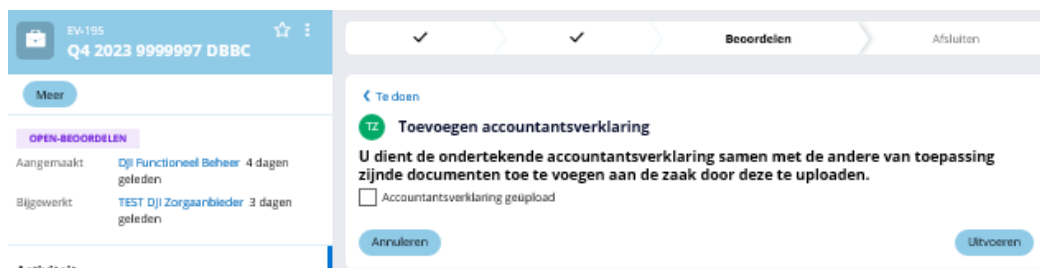 EV-195
Q4 2023 9999997 DBBC
Meer
OPEN-BEOORDELEN
Aangemaakt DJI Functioneel Beheer 4 dagen
geleden
Bijgewerkt TEST DJI Zorgaanbieder 3 dagen
geleden
Beoordelen
Afsluiten
Te doen
TZ Toevoegen accountantsverklaring
U dient de ondertekende accountantsverklaring samen met de andere van toepassing
zijnde documenten toe te voegen aan de zaak door deze te uploaden.
Accountantsverklaring geüpload
Annuleren
Uitvoeren